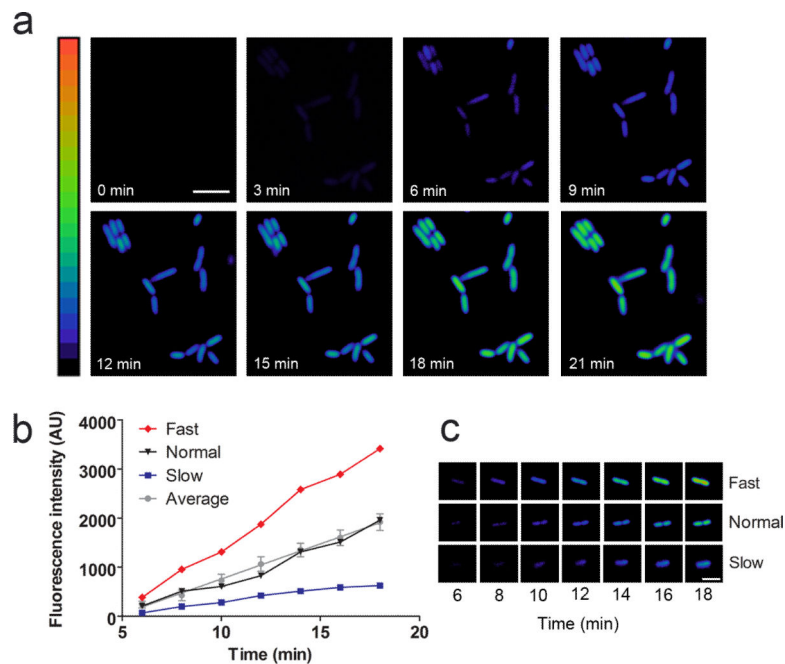 a
0 min
3 min
6 min
9 min
12 min
15 min
18 min
21 min
b
Fluorescence intensity (AU)
4000
3000
2000
1000
0
Fast
Normal
Slow
Average
5
10
15
20
Time (min)
c
Fast
Normal
Slow
6 8 10 12 14 16 18
Time (min)